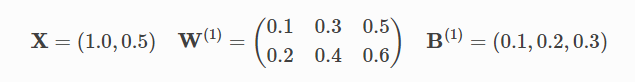 X = (1.0, 0.5)  W⁽¹⁾ = (0.1 0.3 0.5  B⁽¹⁾ = (0.1, 0.2, 0.3)
0.2 0.4 0.6)